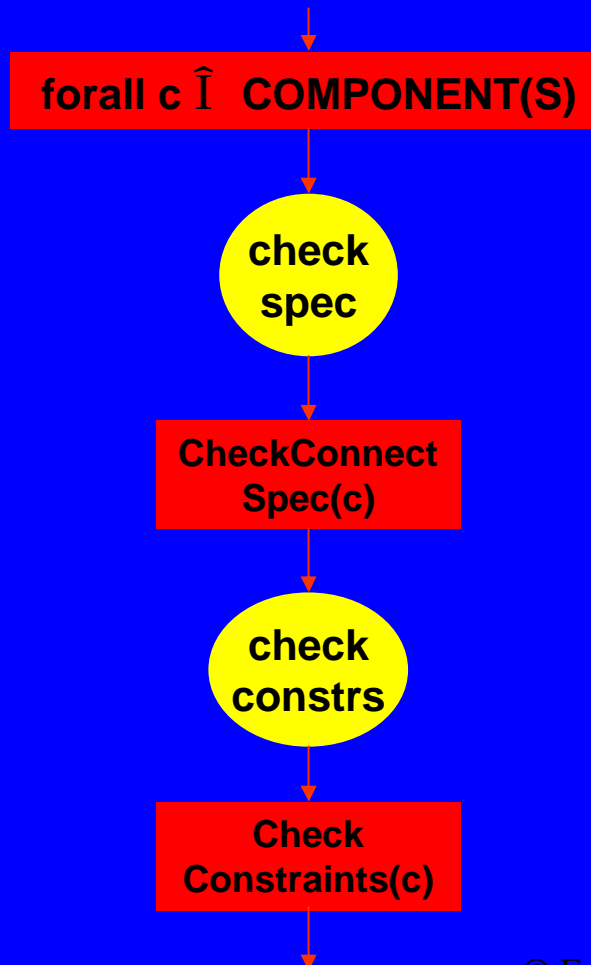 forall c Î COMPONENT(S)
check
spec
CheckConnect
Spec(c)
check
constrs
Check
Constraints(c)